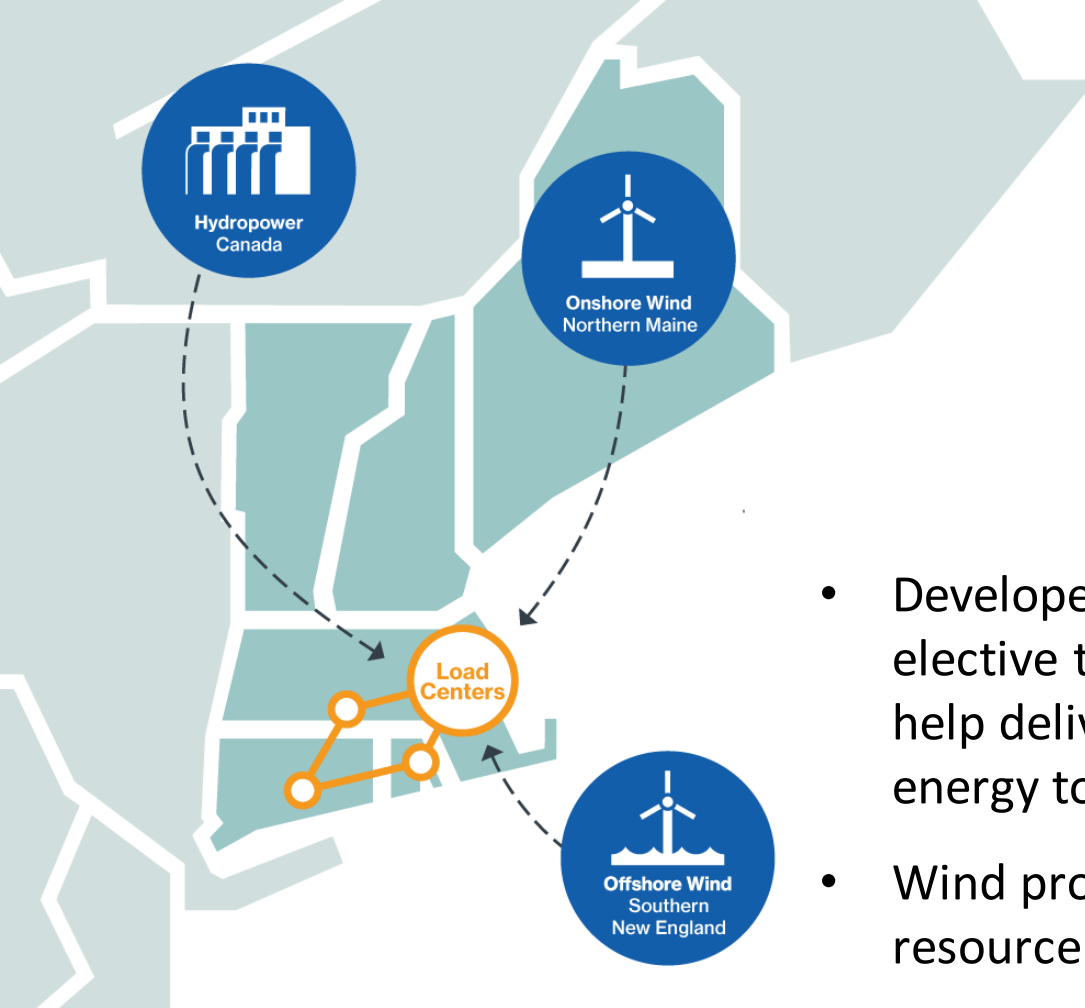 Hydropower
Canada
Onshore Wind
Northern Maine
Load
Centers
Offshore Wind
Southern
New England
• Develope
elective t
help deliv
energy to
• Wind pro
resource